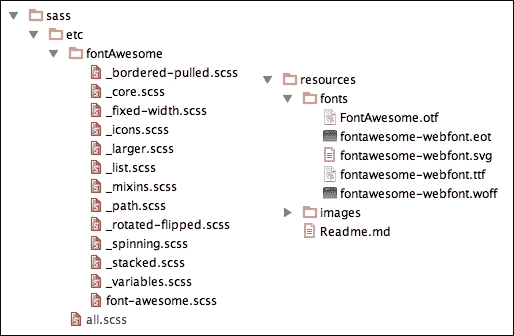 sass
etc
fontAwesome
_bordered-pulled.scss
_core.scss
_fixed-width.scss
_icons.scss
_larger.scss
_list.scss
_mixins.scss
_path.scss
_rotated-flipped.scss
_spinning.scss
_stacked.scss
_variables.scss
font-awesome.scss
all.scss
resources
fonts
FontAwesome.otf
fontawesome-webfont.eot
fontawesome-webfont.svg
fontawesome-webfont.ttf
fontawesome-webfont.woff
images
Readme.md